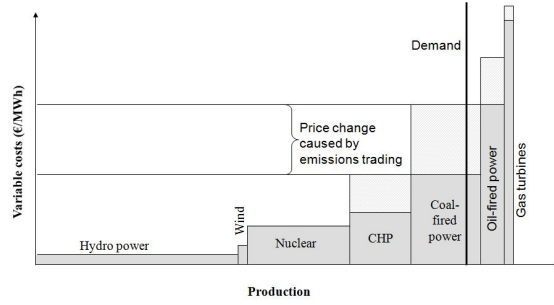 Demand
Variable costs (€/MWh)
Price change
caused by
emissions trading
Wind
Hydro power
Nuclear
CHP
Coal-
fired
power
Oil-fired power
Gas turbines
Production